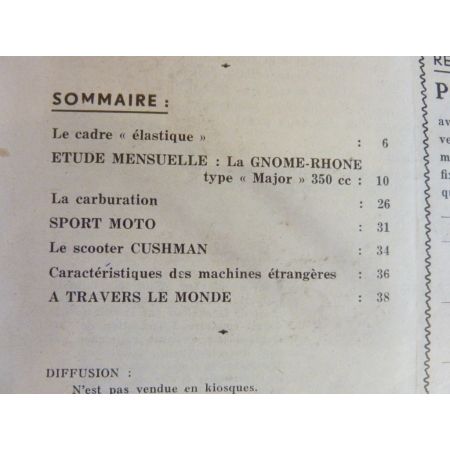 SOMMAIRE :
Le cadre « élastique » : 6
ETUDE MENSUELLE : La GNOME-RHONE
type « Major » 350 cc : 10
La carburation : 26
SPORT MOTO : 31
Le scooter CUSHMAN : 34
Caractéristiques des machines étrangères : 36
A TRAVERS LE MONDE : 38
DIFFUSION :
N'est pas vendue en kiosques.